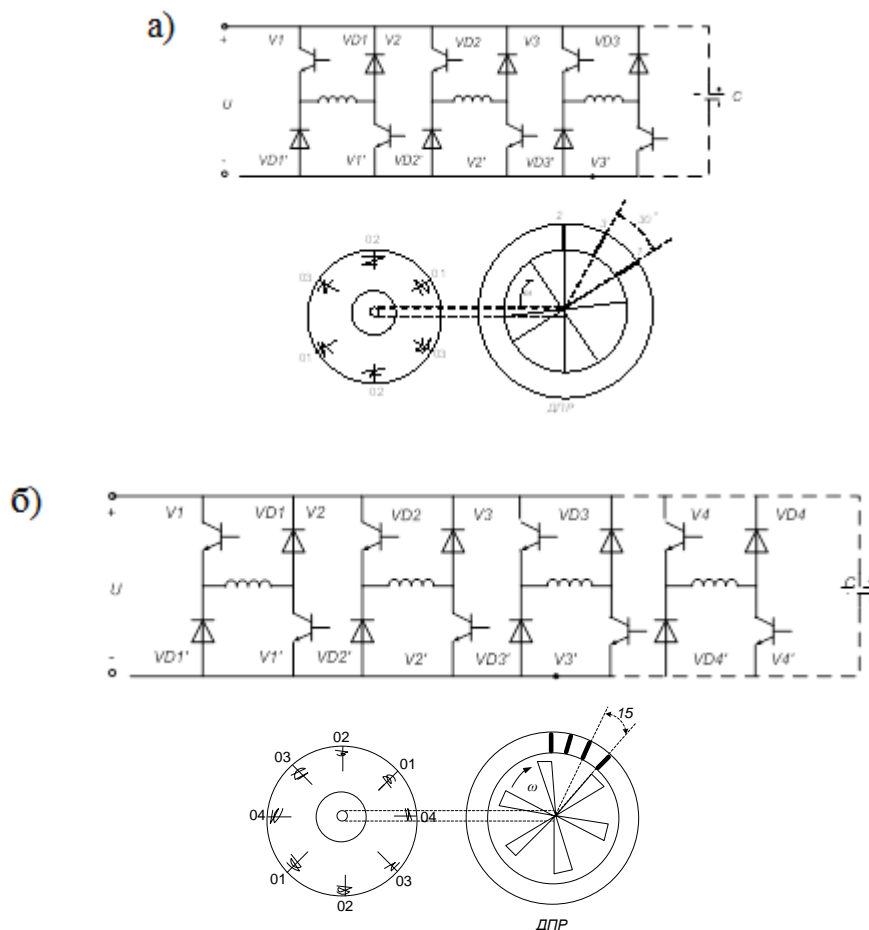 а)
V1 VD1 V2 VD2 V3 VD3
+
U
C
-
VD1' V1' VD2' V2' VD3' V3'
02
03
01
01
03
02
2
30°
ДПР
б)
V1 VD1 V2 VD2 V3 VD3 V4 VD4
+
U
C
-
VD1' V1' VD2' V2' VD3' V3' VD4' V4'
15
02
03
01
04
04
01
03
02
ω
ДПР